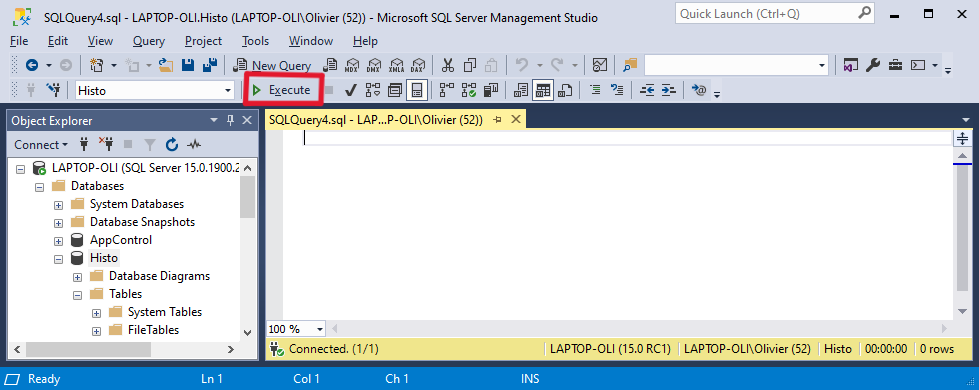 SQLQuery4.sql - LAPTOP-OLI.Histo (LAPTOP-OLI\Olivier (52)) - Microsoft SQL Server Management Studio
Quick Launch (Ctrl+Q)
File Edit View Query Project Tools Window Help
New Query
MDX DMX XMLA DAX
Histo
Execute
Object Explorer
SQLQuery4.sql - LAP...P-OLI\Olivier (52))
Connect
LAPTOP-OLI (SQL Server 15.0.1900.2
Databases
System Databases
Database Snapshots
AppControl
Histo
Database Diagrams
Tables
System Tables
FileTables
100 %
Connected. (1/1)
LAPTOP-OLI (15.0 RC1)
LAPTOP-OLI\Olivier (52)
Histo
00:00:00
0 rows
Ready
Ln 1
Col 1
Ch 1
INS